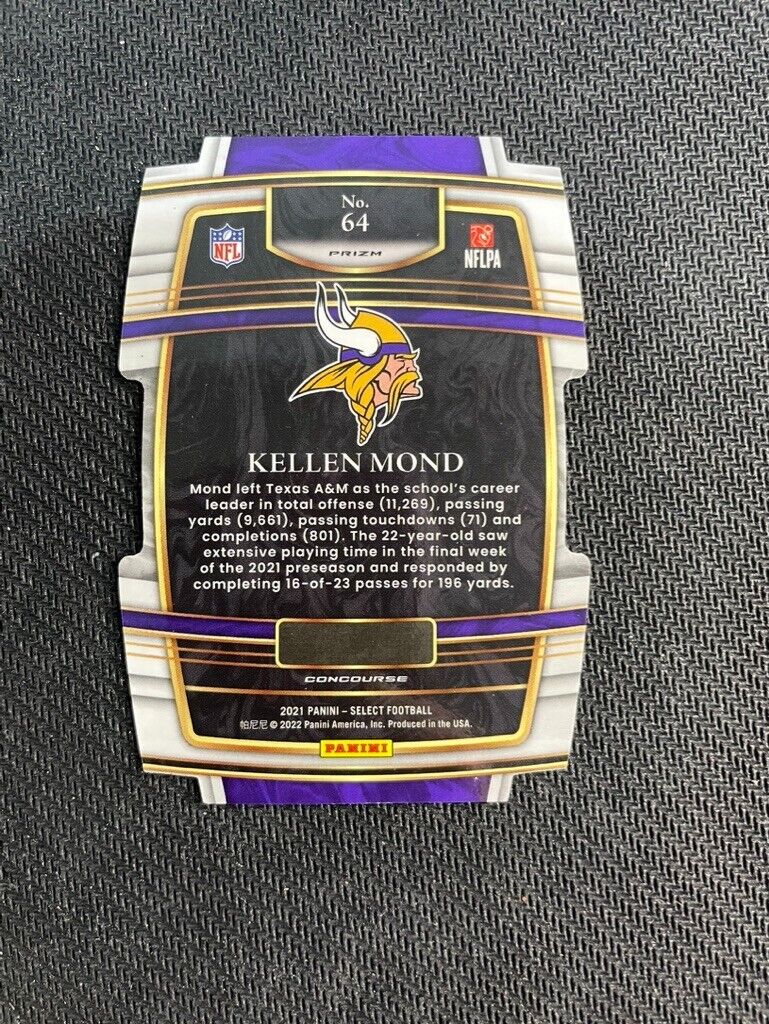 No.
64
PRIZM
NFL
NFLPA
KELLEN MOND
Mond left Texas A&M as the school's career
leader in total offense (11,269), passing
yards (9,661), passing touchdowns (71) and
completions (801). The 22-year-old saw
extensive playing time in the final week
of the 2021 preseason and responded by
completing 16-of-23 passes for 196 yards.
CONCOURSE
2021 PANINI – SELECT FOOTBALL
帕尼尼 © 2022 Panini America, Inc. Produced in the USA.
PANINI